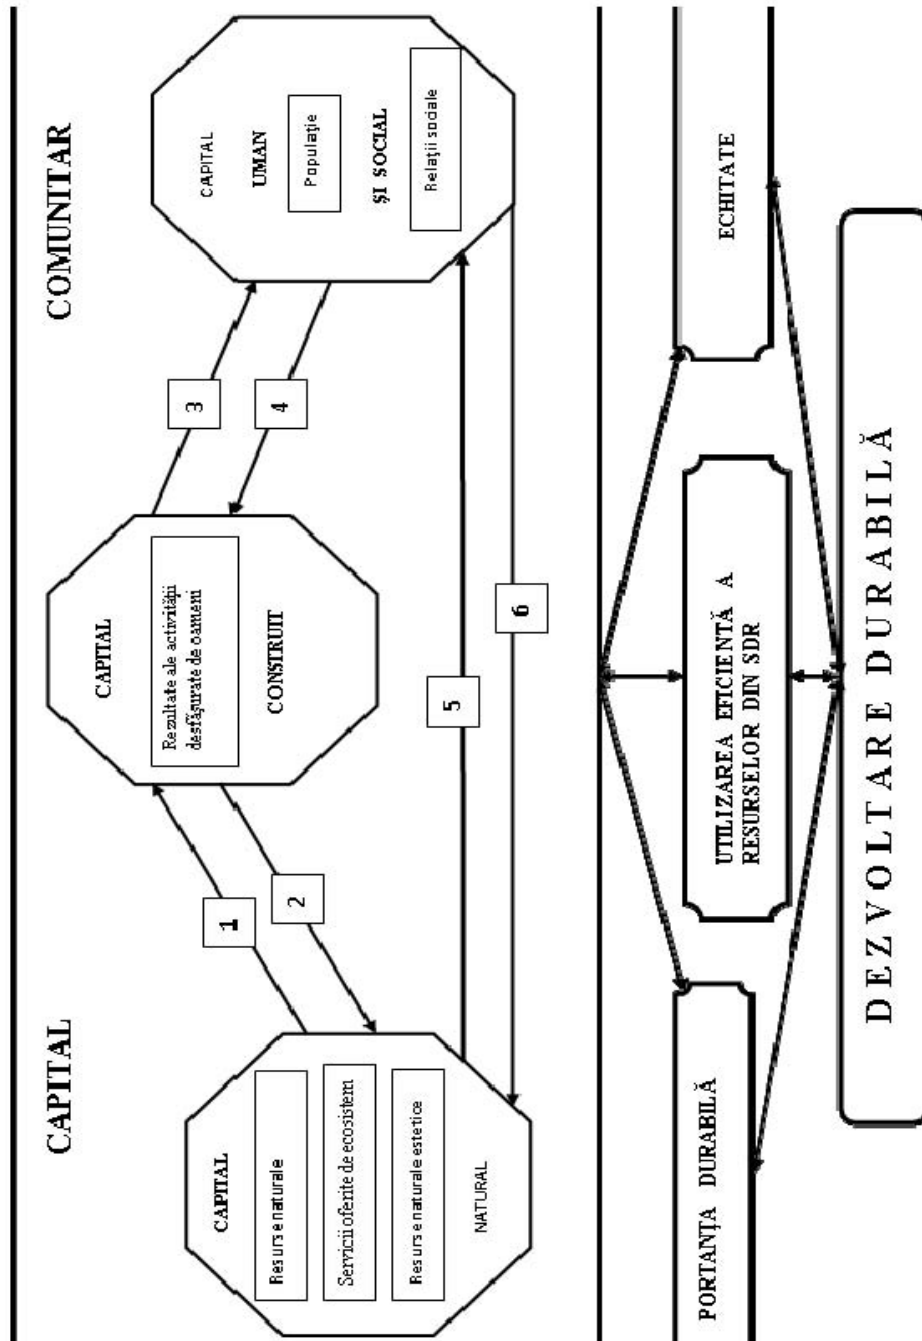 CAPITAL COMUNITAR
CAPITAL
Rezultate ale activității
desfășurate de oameni
CONSTRUIT
CAPITAL
Resurse naturale
Servicii oferite de ecosistem
Resurse naturale estetice
NATURAL
CAPITAL
UMAN
Populație
ȘI SOCIAL
Relații sociale
1
2
3
4
5
6
PORTANȚA DURABILĂ
UTILIZAREA EFICIENTĂ A
RESURSELOR DIN SDR
ECHITATE
DEZVOLTARE DURABILĂ